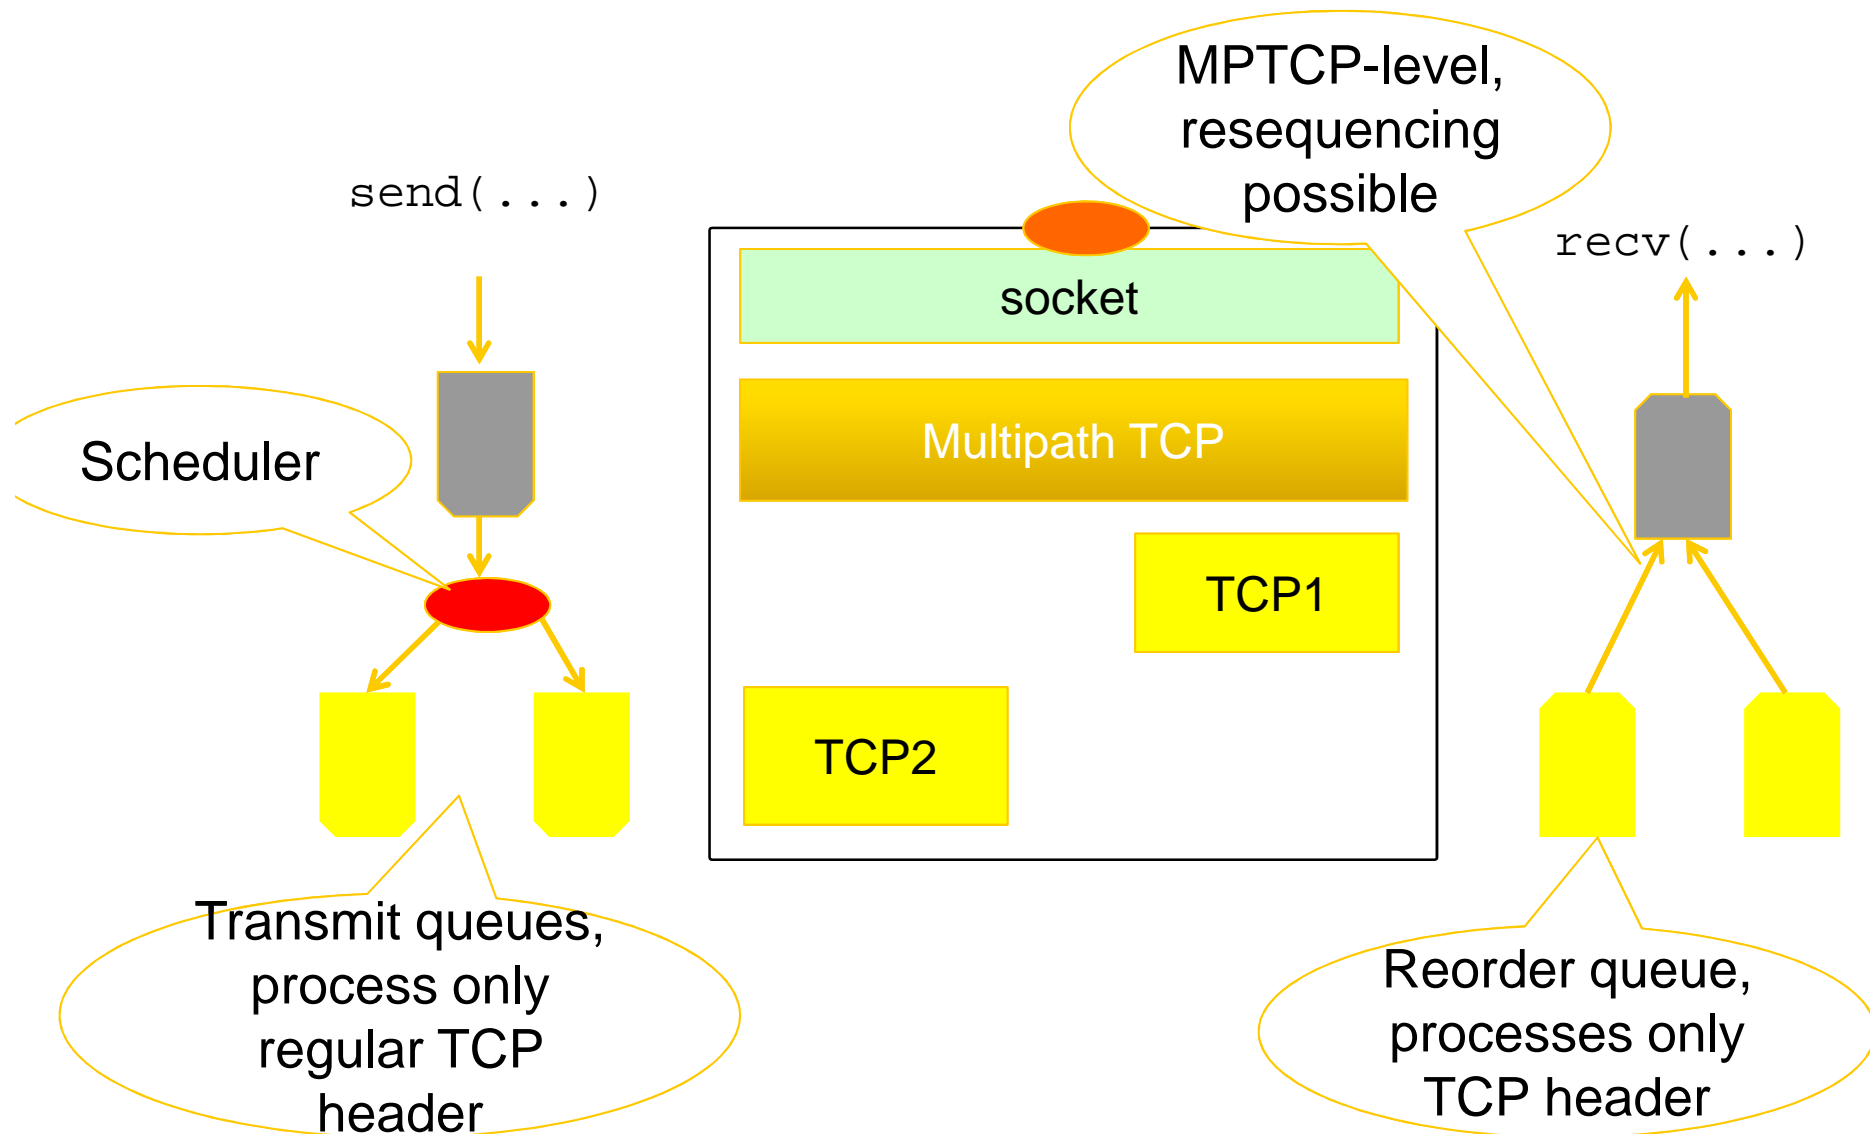 MPTCP-level,
resequencing
possible
send(...)
recv(...)
socket
Multipath TCP
Scheduler
TCP1
TCP2
Transmit queues,
process only
regular TCP
header
Reorder queue,
processes only
TCP header